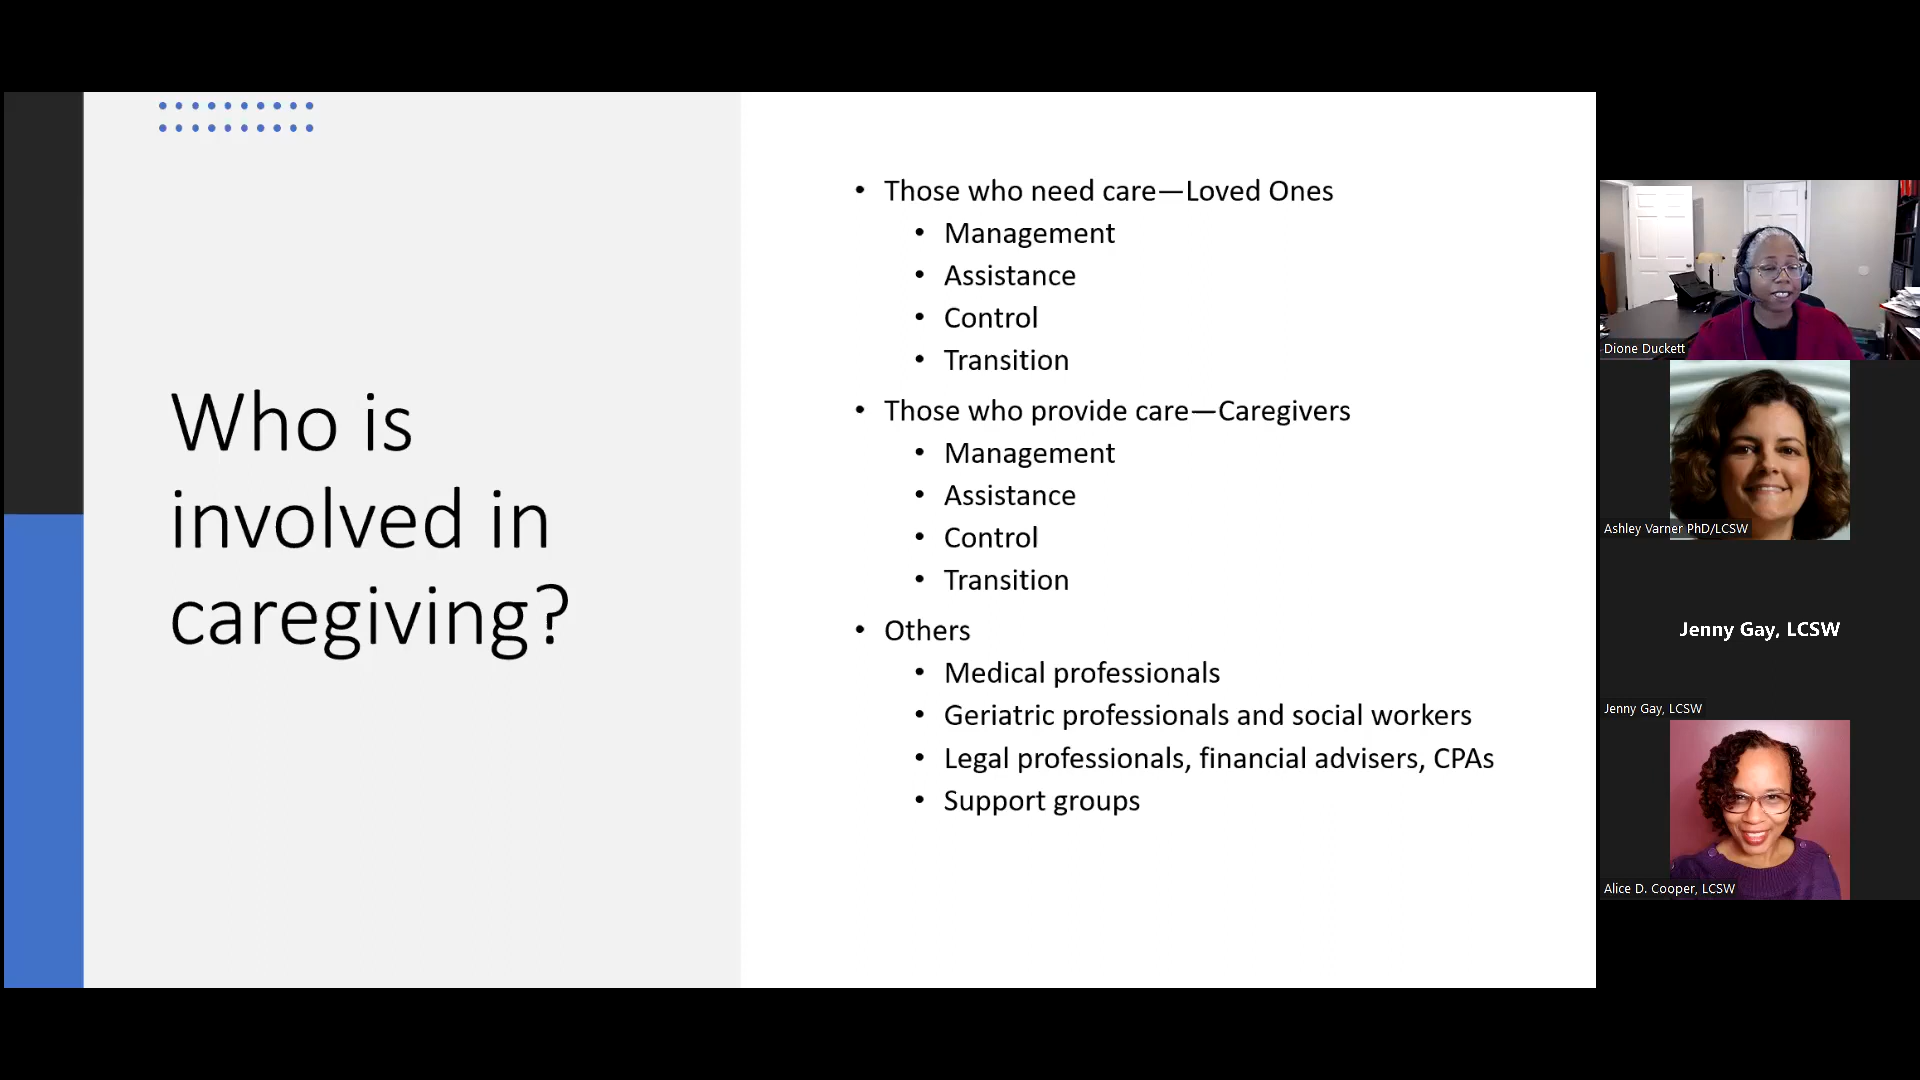 Who is
involved in
caregiving?
• Those who need care—Loved Ones
• Management
• Assistance
• Control
• Transition
• Those who provide care—Caregivers
• Management
• Assistance
• Control
• Transition
• Others
• Medical professionals
• Geriatric professionals and social workers
• Legal professionals, financial advisers, CPAs
• Support groups
Dione Duckett
Ashley Varner PhD/LCSW
Jenny Gay, LCSW
Jenny Gay, LCSW
Alice D. Cooper, LCSW